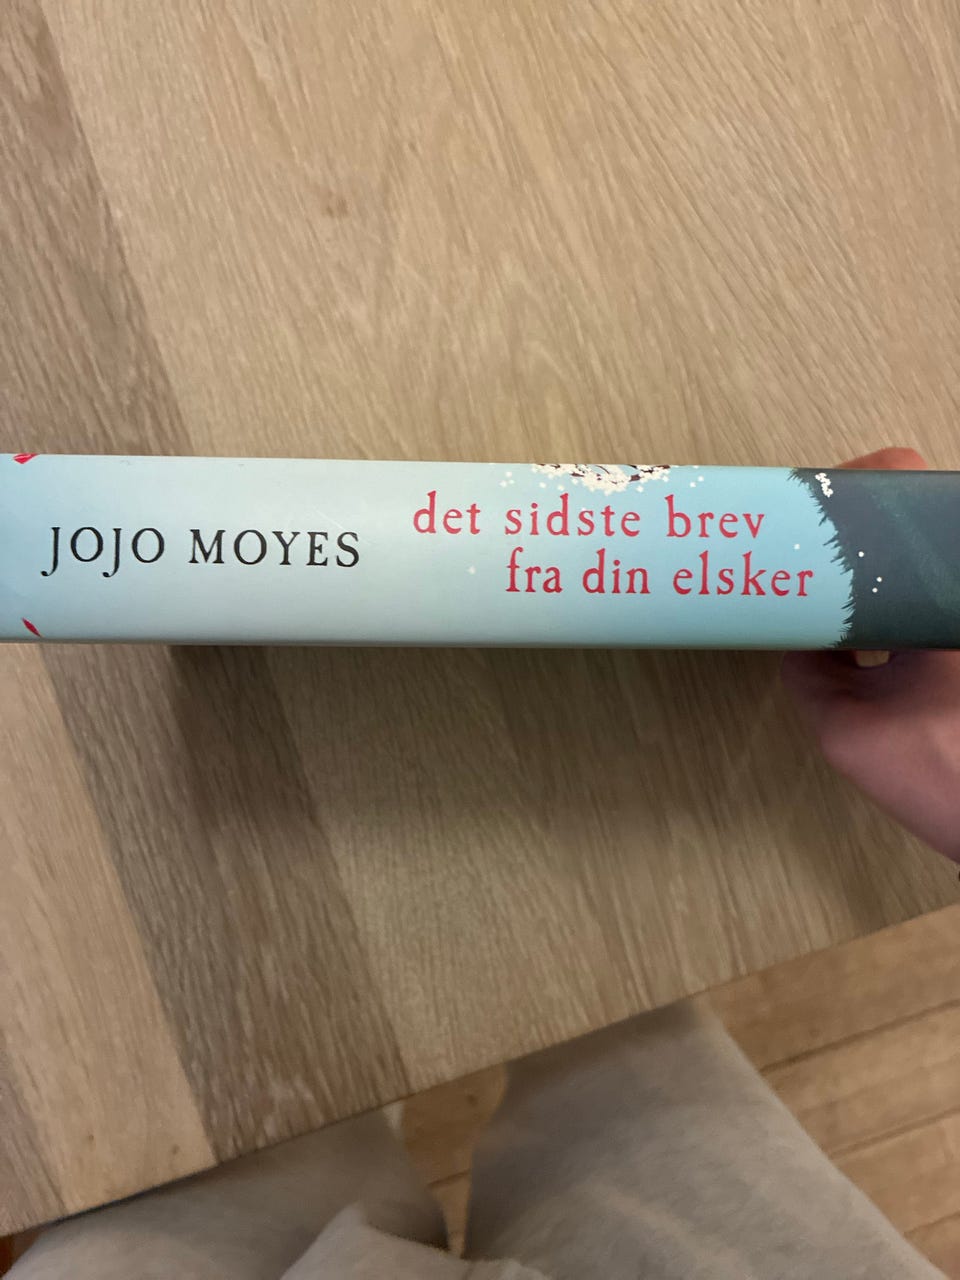 JOJO MOYES
det sidste brev
fra din elsker